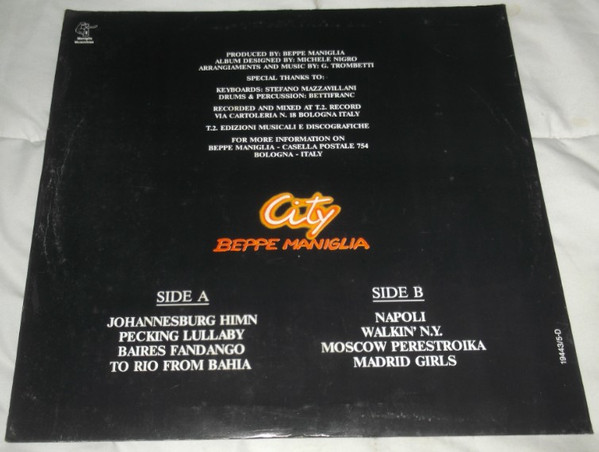 PRODUCED BY: BEPPE MANIGLIA
ALBUM DESIGNED BY: MICHELE NIGRO
ARRANGIAMENTS AND MUSIC BY: G. TROMBETTI
SPECIAL THANKS TO:
KEYBOARDS: STEFANO MAZZAVILLANI
DRUMS & PERCUSSION: BETTIFRANC
RECORDED AND MIXED AT T.2. RECORD
VIA CARTOLERIA N. 18 BOLOGNA ITALY
T.2. EDIZIONI MUSICALI E DISCOGRAFICHE
FOR MORE INFORMATION ON
BEPPE MANIGLIA - CASELLA POSTALE 754
BOLOGNA - ITALY
City
BEPPE MANIGLIA
SIDE A
JOHANNESBURG HIMN
PECKING LULLABY
BAIRES FANDANGO
TO RIO FROM BAHIA
SIDE B
NAPOLI
WALKIN' N.Y.
MOSCOW PERESTROIKA
MADRID GIRLS
19443/5-D